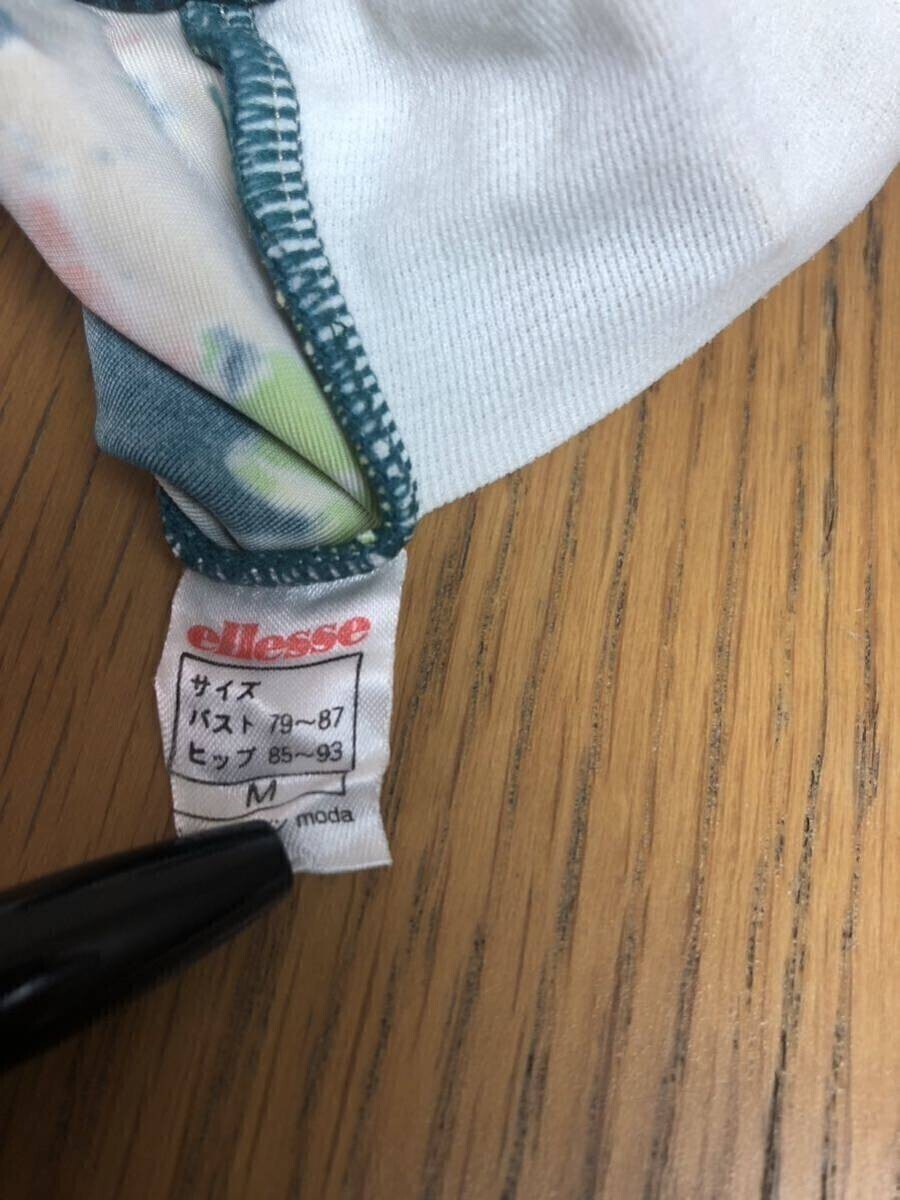 ellesse
サイズ
バスト 79~87
ヒップ 85~93
M
moda